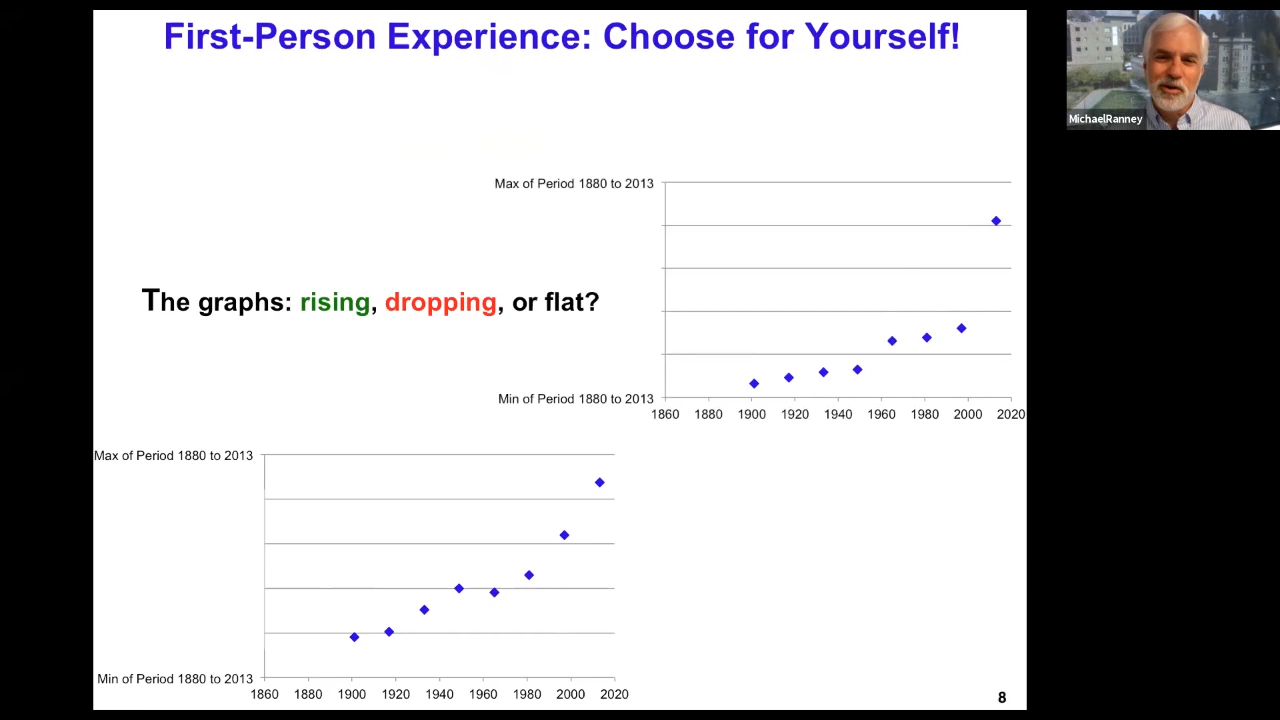 First-Person Experience: Choose for Yourself!
MichaelRanney
Max of Period 1880 to 2013
The graphs: rising, dropping, or flat?
Min of Period 1880 to 2013
1860 1880 1900 1920 1940 1960 1980 2000 2020
Max of Period 1880 to 2013
Min of Period 1880 to 2013
1860 1880 1900 1920 1940 1960 1980 2000 2020
8